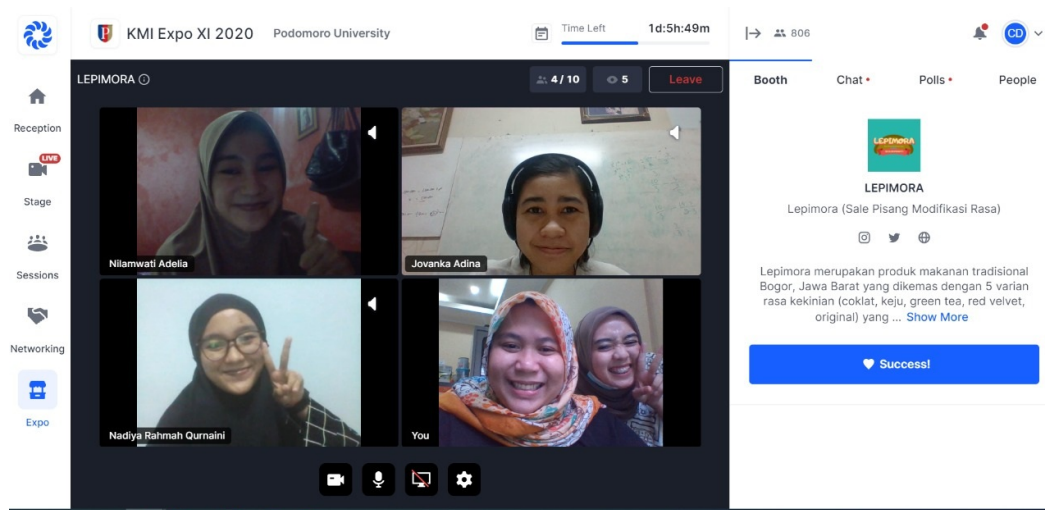 KMI Expo XI 2020 Podomoro University
Time Left 1d:5h:49m
806
CD
Reception
LIVE
Stage
Sessions
Networking
Expo
LEPIMORA
4 / 10
5
Leave
Nilamwati Adelia
Jovanka Adina
Nadiya Rahmah Qurnaini
You
Booth Chat Polls People
LEPIMORA
LEPIMORA
Lepimora (Sale Pisang Modifikasi Rasa)
Lepimora merupakan produk makanan tradisional
Bogor, Jawa Barat yang dikemas dengan 5 varian
rasa kekinian (coklat, keju, green tea, red velvet,
original) yang ... Show More
Success!